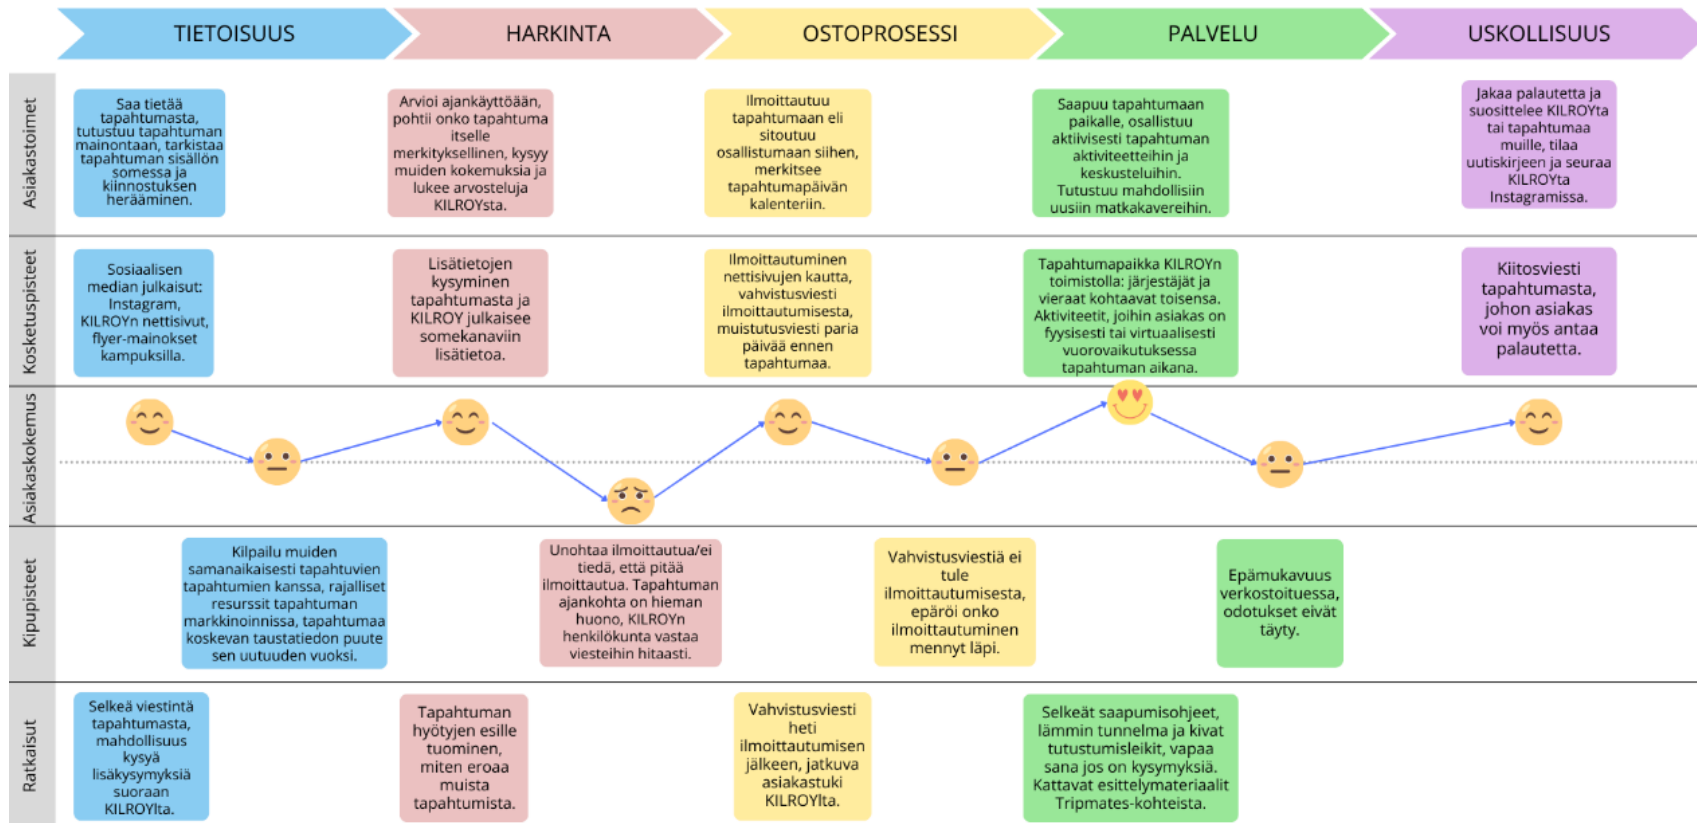 TIETOISUUS
HARKINTA
OSTOPROSESSI
PALVELU
USKOLLISUUS
Asiakastoimet
Saa tietää
tapahtumasta,
tutustuu tapahtuman
mainontaan, tarkistaa
tapahtuman sisällön
somessa ja
kiinnostuksen
herääminen.
Arvioi ajankäyttöään,
pohtii onko tapahtuma
itselle
merkityksellinen, kysyy
muiden kokemuksia ja
lukee arvosteluja
KILROYsta.
Ilmoittautuu
tapahtumaan eli
sitoutuu
osallistumaan siihen,
merkitsee
tapahtumapäivän
kalenteriin.
Saapuu tapahtumaan
paikalle, osallistuu
aktiivisesti tapahtuman
aktiviteetteihin ja
keskusteluihin.
Tutustuu mahdollisiin
uusiin matkakavereihin.
Jakaa palautetta ja
suosittelee KILROYta
tai tapahtumaa
muille, tilaa
uutiskirjeen ja seuraa
KILROYta
Instagramissa.
Kosketuspisteet
Sosiaalisen
median julkaisut:
Instagram,
KILROYn nettisivut,
flyer-mainokset
kampuksilla.
Lisätietojen
kysyminen
tapahtumasta ja
KILROY julkaisee
somekanaviin
lisätietoa.
Ilmoittautuminen
nettisivujen kautta,
vahvistusviesti
ilmoittautumisesta,
muistutusviesti paria
päivää ennen
tapahtumaa.
Tapahtumapaikka KILROYn
toimistolla: järjestäjät ja
vieraat kohtaavat toisensa.
Aktiviteetit, joihin asiakas on
fyysisesti tai virtuaalisesti
vuorovaikutuksessa
tapahtuman aikana.
Kiitosviesti
tapahtumasta,
johon asiakas
voi myös antaa
palautetta.
Asiakaskokemus
Kipupisteet
Kilpailu muiden
samanaikaisesti tapahtuvien
tapahtumien kanssa, rajalliset
resurssit tapahtuman
markkinoinnissa, tapahtumaa
koskevan taustatiedon puute
sen uutuuden vuoksi.
Unohtaa ilmoittautua/ei
tiedä, että pitää
ilmoittautua. Tapahtuman
ajankohta on hieman
huono, KILROYn
henkilökunta vastaa
viesteihin hitaasti.
Vahvistusviestiä ei
tule
ilmoittautumisesta,
epäröi onko
ilmoittautuminen
mennyt läpi.
Epämukavuus
verkostoituessa,
odotukset eivät
täyty.
Ratkaisut
Selkeä viestintä
tapahtumasta,
mahdollisuus
kysyä
lisäkysymyksiä
suoraan
KILROYlta.
Tapahtuman
hyötyjen esille
tuominen,
miten eroaa
muista
tapahtumista.
Vahvistusviesti
heti
ilmoittautumisen
jälkeen, jatkuva
asiakastuki
KILROYlta.
Selkeät saapumisohjeet,
lämmin tunnelma ja kivat
tutustumisleikit, vapaa
sana jos on kysymyksiä.
Kattavat esittelymateriaalit
Tripmates-kohteista.